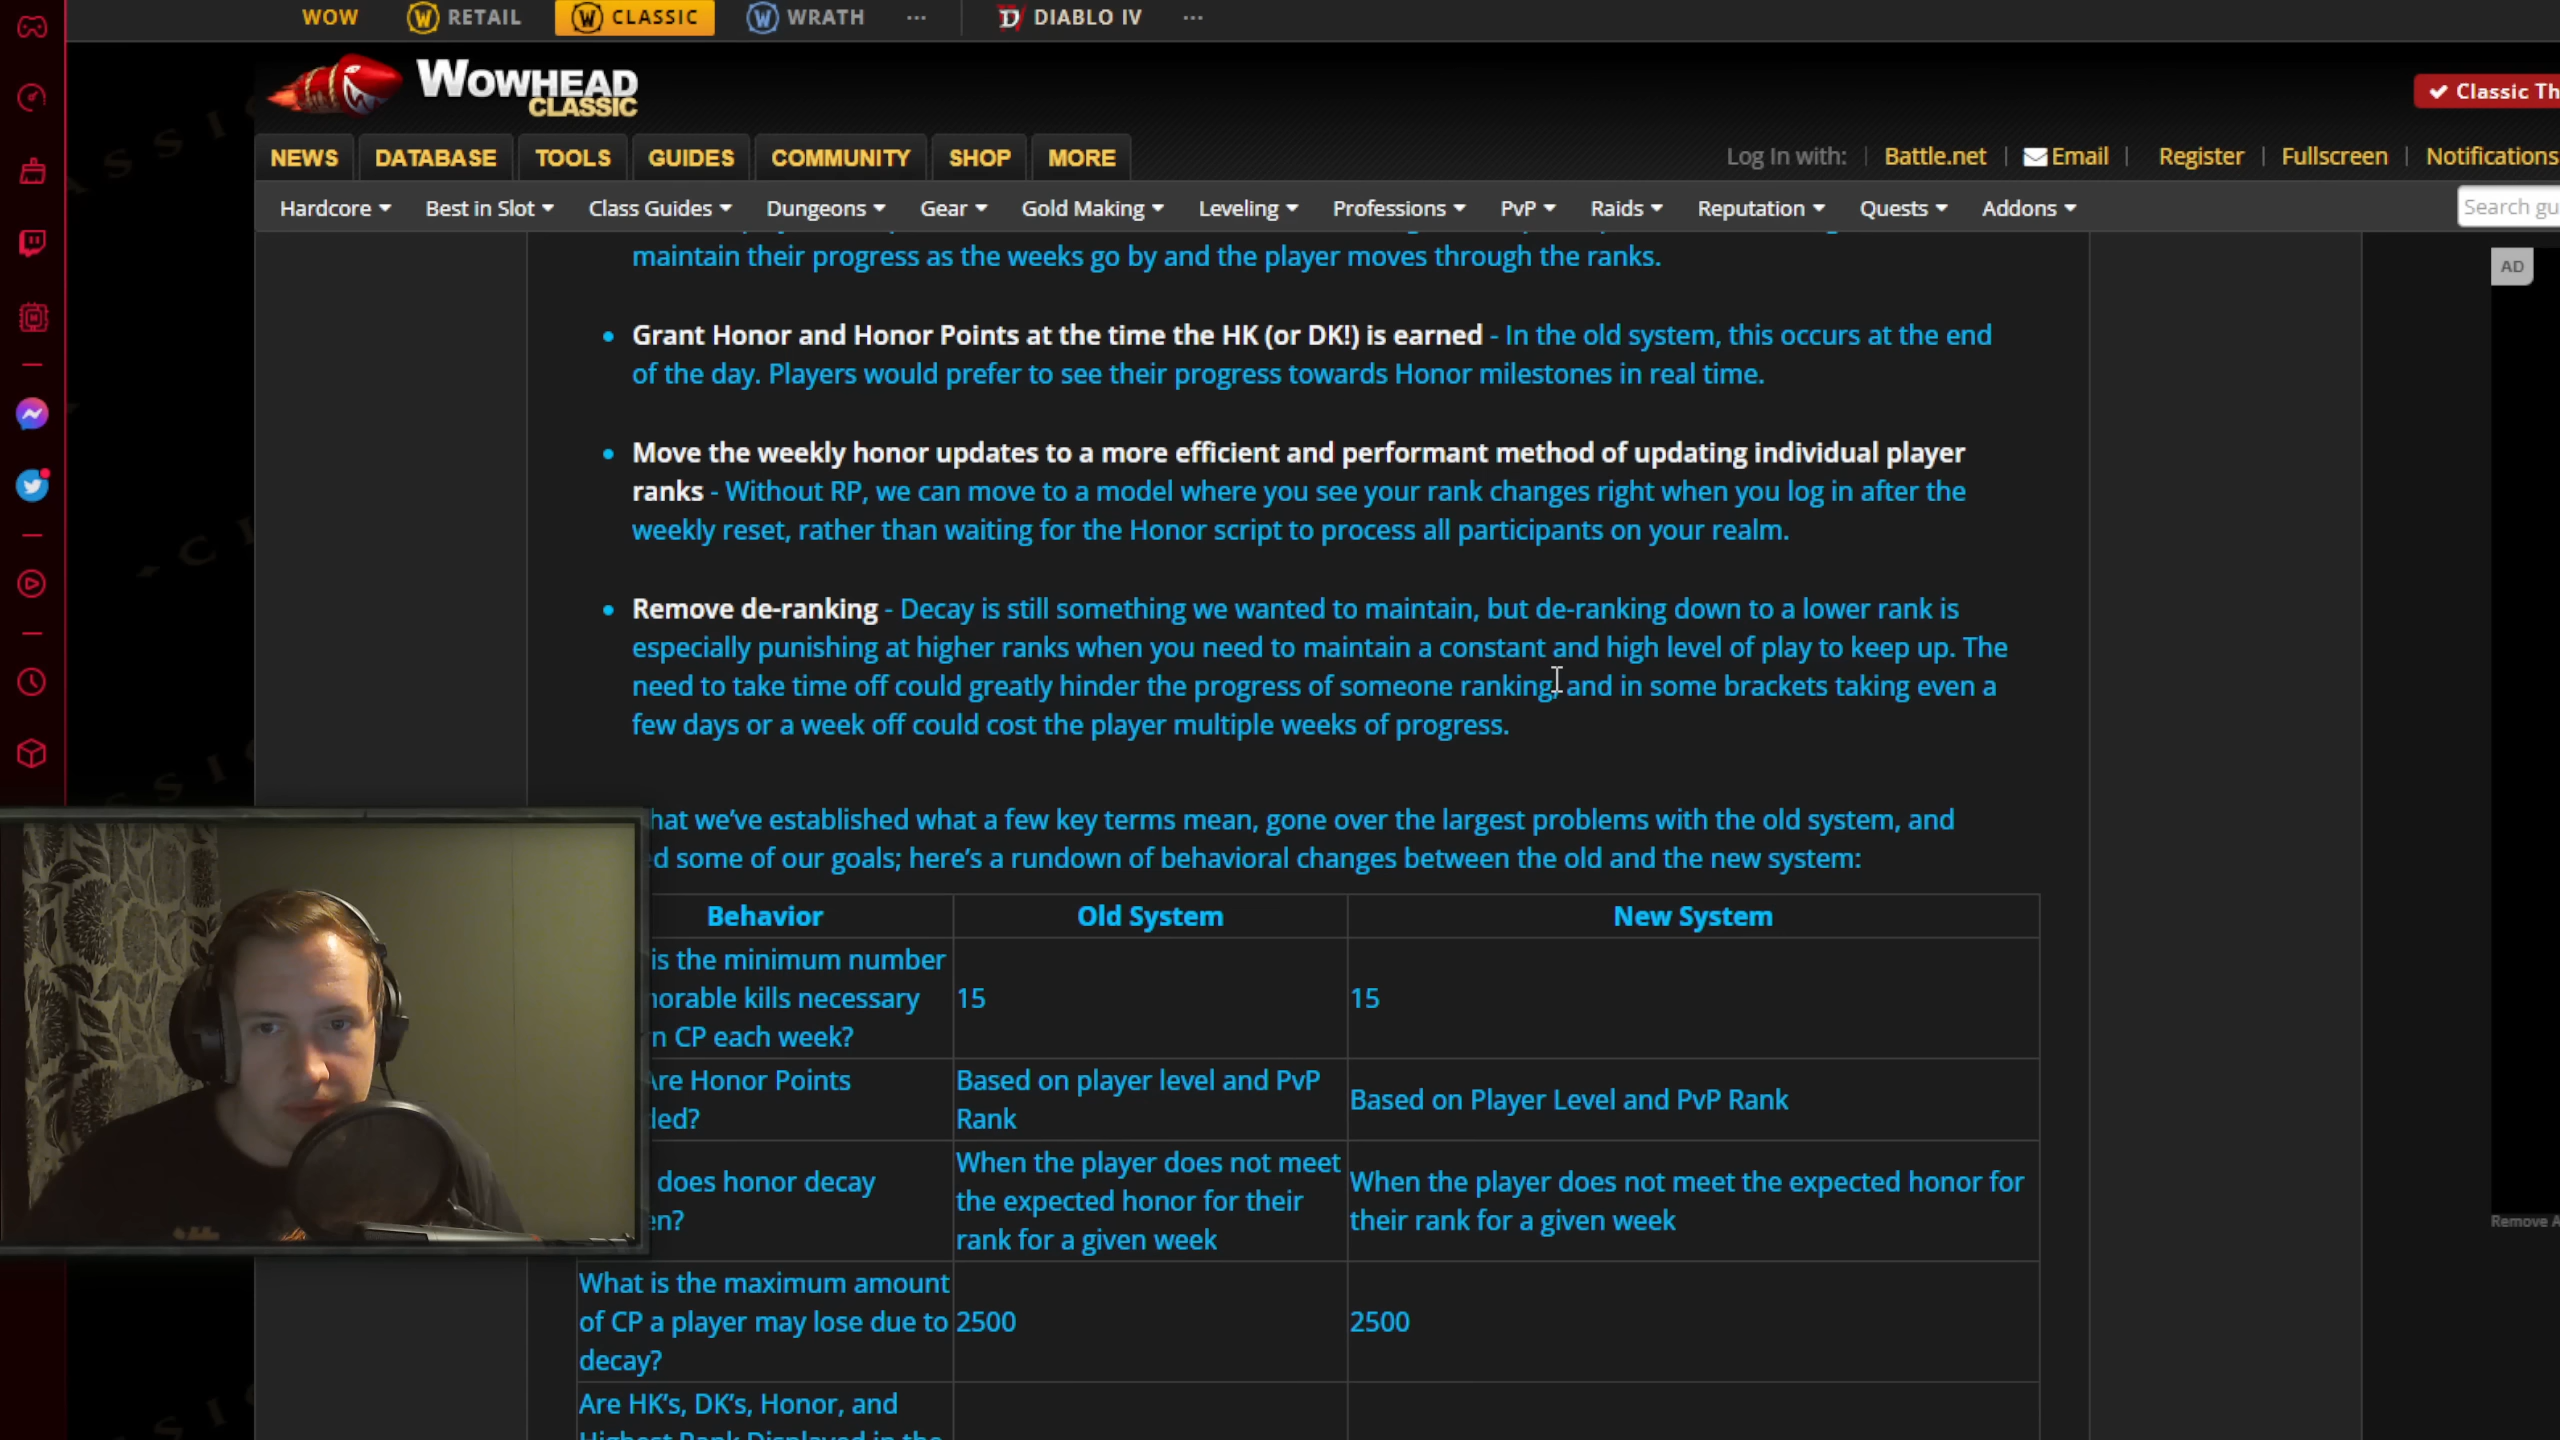 WOW RETAIL CLASSIC WRATH ... DIABLO IV ...
WOWHEAD
CLASSIC
Classic Th
NEWS DATABASE TOOLS GUIDES COMMUNITY SHOP MORE
Log In with: Battle.net Email Register Fullscreen Notifications
Hardcore Best in Slot Class Guides Dungeons Gear Gold Making Leveling Professions PvP Raids Reputation Quests Addons Search gu
maintain their progress as the weeks go by and the player moves through the ranks.
AD
• Grant Honor and Honor Points at the time the HK (or DK!) is earned - In the old system, this occurs at the end
of the day. Players would prefer to see their progress towards Honor milestones in real time.
• Move the weekly honor updates to a more efficient and performant method of updating individual player
ranks - Without RP, we can move to a model where you see your rank changes right when you log in after the
weekly reset, rather than waiting for the Honor script to process all participants on your realm.
• Remove de-ranking - Decay is still something we wanted to maintain, but de-ranking down to a lower rank is
especially punishing at higher ranks when you need to maintain a constant and high level of play to keep up. The
need to take time off could greatly hinder the progress of someone ranking, and in some brackets taking even a
few days or a week off could cost the player multiple weeks of progress.
hat we've established what a few key terms mean, gone over the largest problems with the old system, and
ed some of our goals; here's a rundown of behavioral changes between the old and the new system:
Behavior Old System New System
is the minimum number
norable kills necessary
n CP each week?
15
15
Are Honor Points
ded?
Based on player level and PvP
Rank
Based on Player Level and PvP Rank
does honor decay
en?
When the player does not meet
the expected honor for their
rank for a given week
When the player does not meet the expected honor for
their rank for a given week
Remove A
What is the maximum amount
of CP a player may lose due to
decay?
2500
2500
Are HK's, DK's, Honor, and
Highest Rank Displayed in the